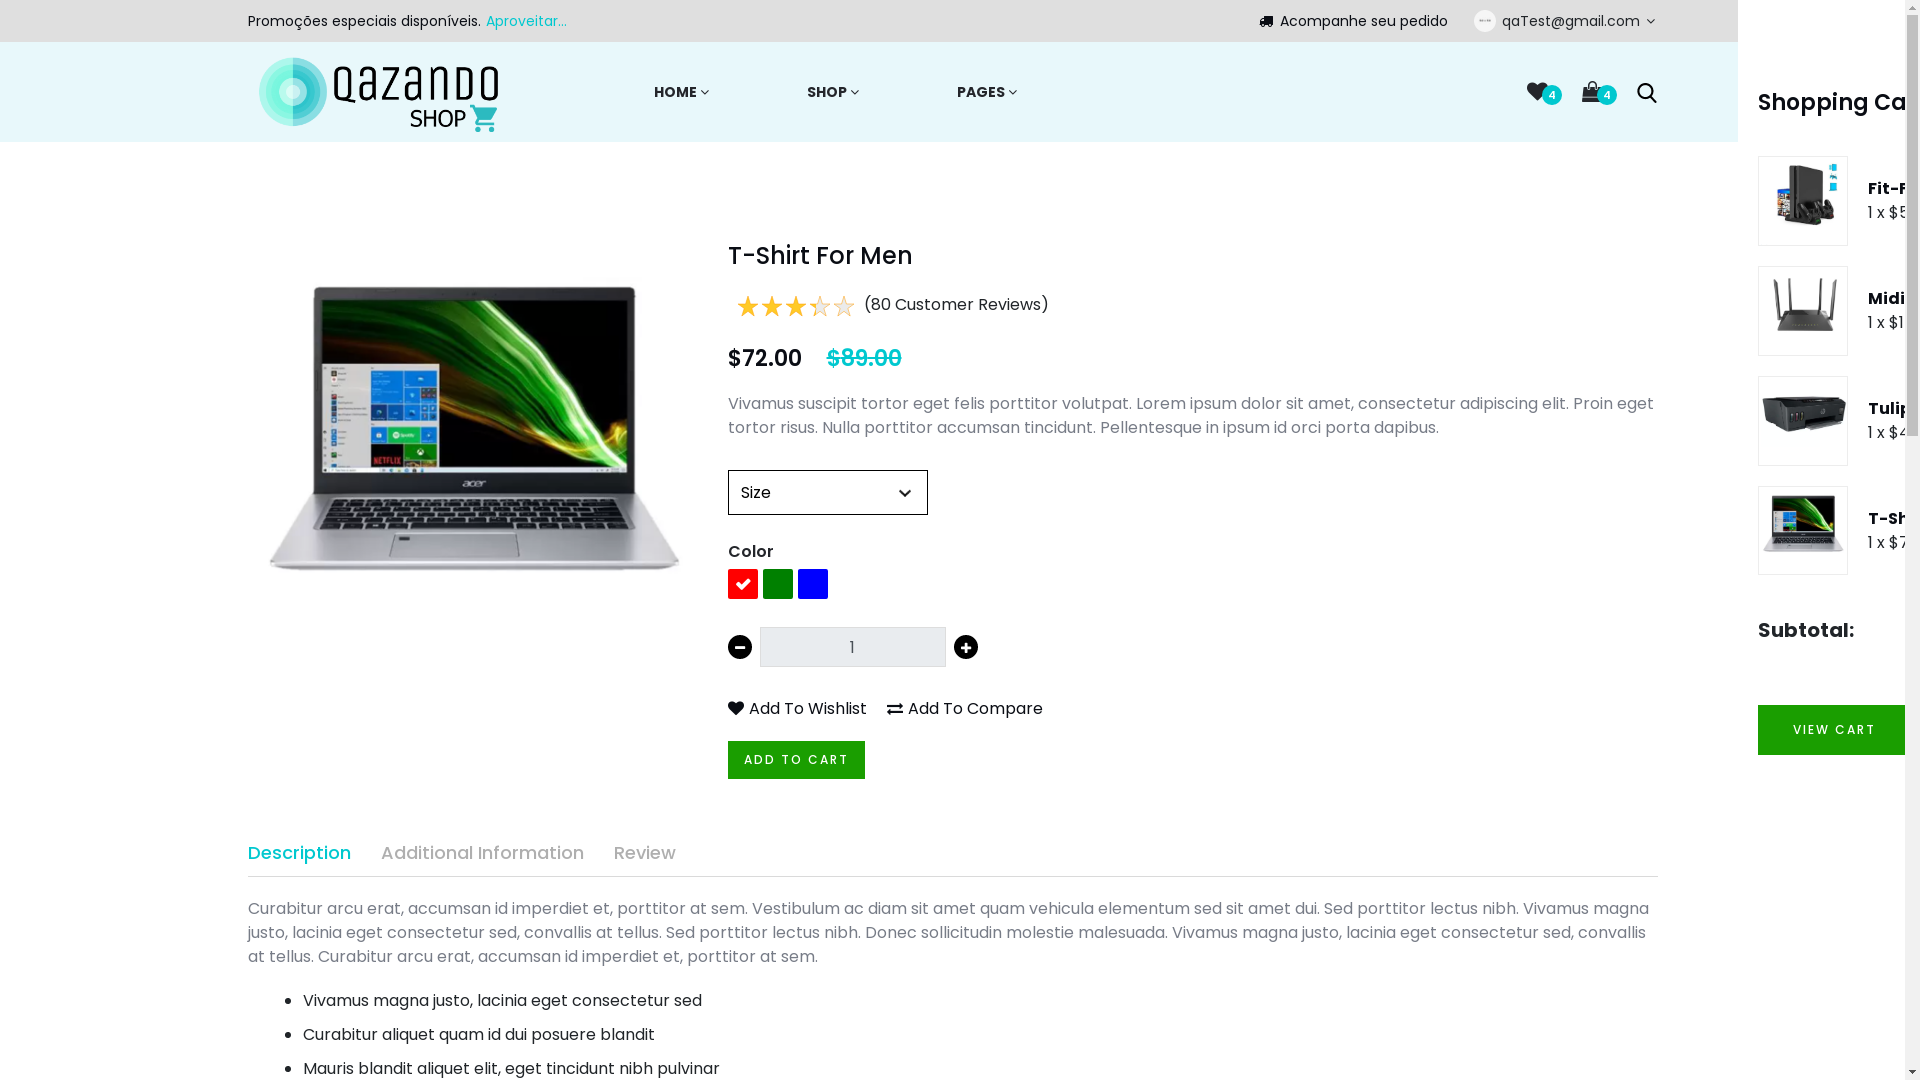 Promoções especiais disponíveis. Aproveitar...
Acompanhe seu pedido
qaTest@gmail.com
QAZANDO
SHOP
HOME
SHOP
PAGES
4
4
Shopping Ca
Fit-F
1 x $5
Midi
1 x $1
Tulip
1 x $4
T-Sh
1 x $7
Subtotal:
VIEW CART
T-Shirt For Men
(80 Customer Reviews)
$72.00 $89.00
Vivamus suscipit tortor eget felis porttitor volutpat. Lorem ipsum dolor sit amet, consectetur adipiscing elit. Proin eget
tortor risus. Nulla porttitor accumsan tincidunt. Pellentesque in ipsum id orci porta dapibus.
Size
Color
1
Add To Wishlist
Add To Compare
ADD TO CART
Description
Additional Information
Review
Curabitur arcu erat, accumsan id imperdiet et, porttitor at sem. Vestibulum ac diam sit amet quam vehicula elementum sed sit amet dui. Sed porttitor lectus nibh. Vivamus magna
justo, lacinia eget consectetur sed, convallis at tellus. Sed porttitor lectus nibh. Donec sollicitudin molestie malesuada. Vivamus magna justo, lacinia eget consectetur sed, convallis
at tellus. Curabitur arcu erat, accumsan id imperdiet et, porttitor at sem.
Vivamus magna justo, lacinia eget consectetur sed
Curabitur aliquet quam id dui posuere blandit
Mauris blandit aliquet elit, eget tincidunt nibh pulvinar
acer
NETFLIX